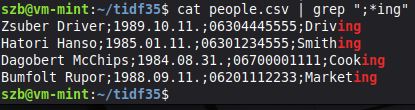 szb@vm-mint:~/tidf35$ cat people.csv | grep ";*ing"
Zsuber Driver;1989.10.11.;06304445555;Driving
Hatori Hanso;1985.01.11.;06301234555;Smithing
Dagobert McChips;1984.08.31.;06700001111;Cooking
Bumfolt Rupor;1988.09.11.;06201112233;Marketing
szb@vm-mint:~/tidf35$